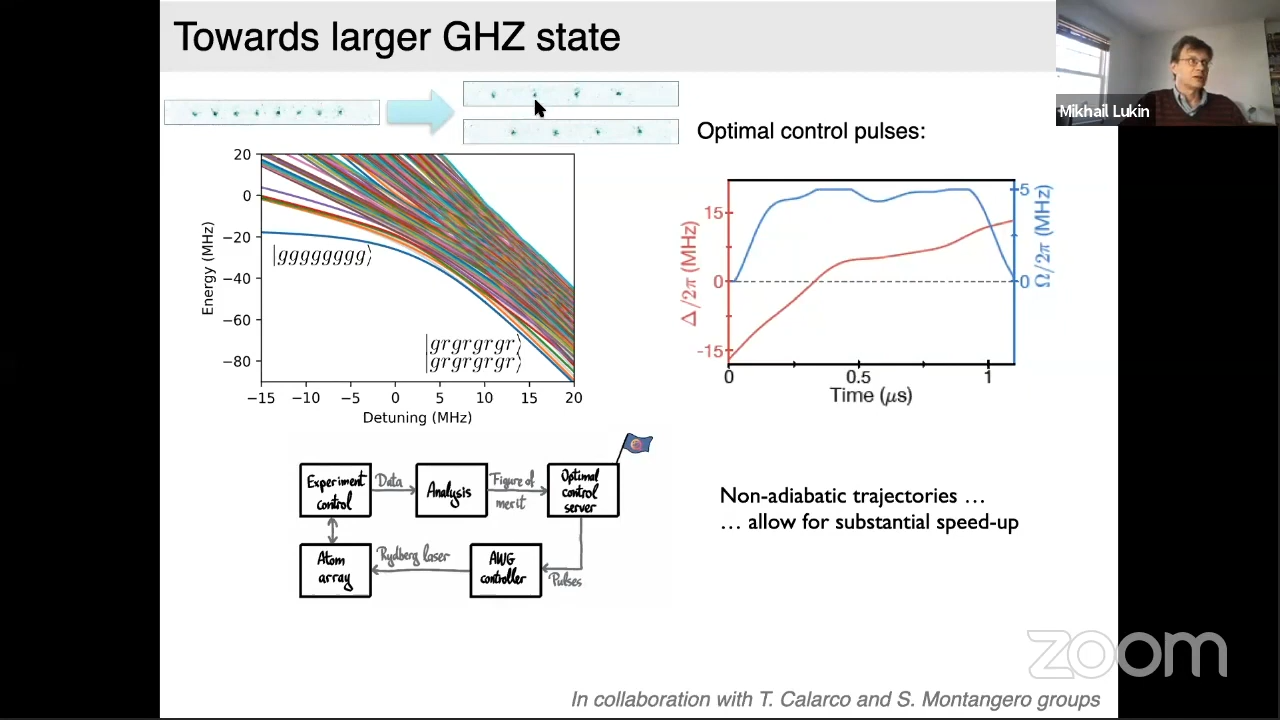 Towards larger GHZ state
Mikhail Lukin
Optimal control pulses:
20
0
−20
−40
−60
−80
Energy (MHz)
|gggggggg⟩
|grgrgrgr⟩
|grgrgrgr⟩
−15 −10 −5 0 5 10 15 20
Detuning (MHz)
15
0
-15
Δ/2π (MHz)
5
0
Ω/2π (MHz)
0 0.5 1
Time (μs)
Experiment
control
Data
Analysis
Figure of
merit
Optimal
control
server
Atom
array
Rydberg laser
AWG
controller
Pulses
Non-adiabatic trajectories …
… allow for substantial speed-up
zoom
In collaboration with T. Calarco and S. Montangero groups